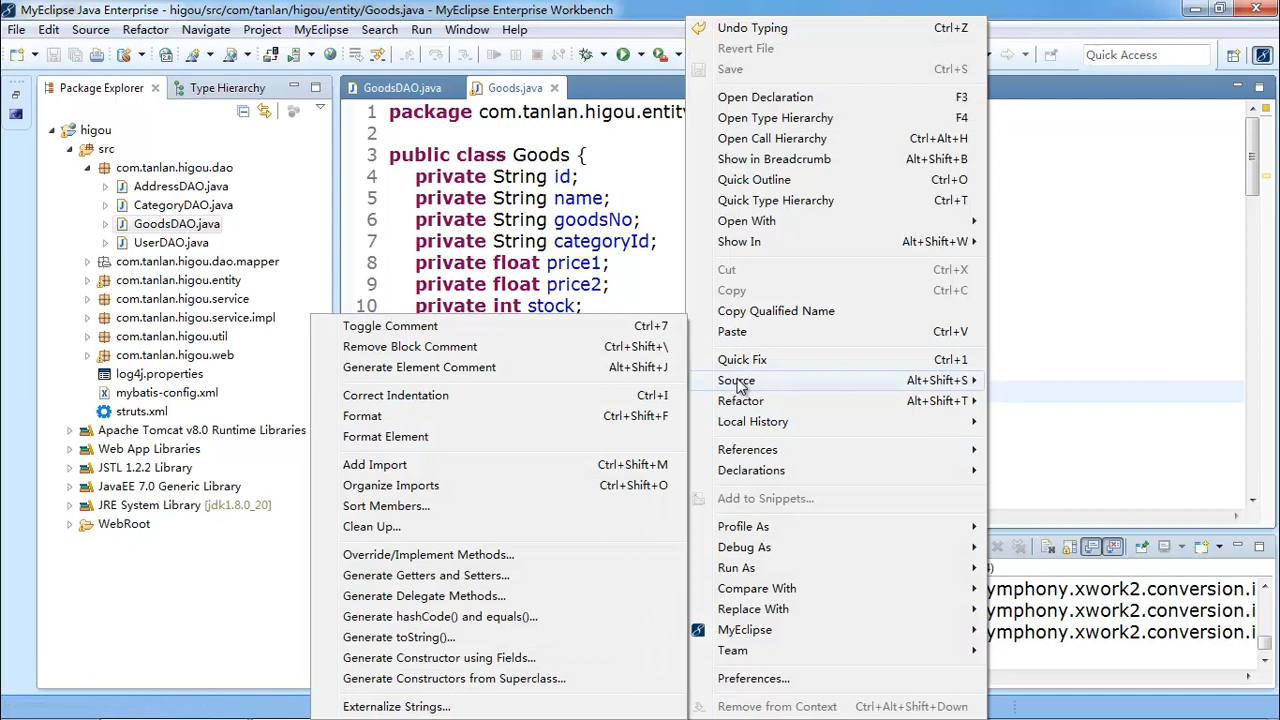 MyEclipse Java Enterprise - higou/src/com/tanlan/higou/entity/Goods.java - MyEclipse Enterprise Workbench
File Edit Source Refactor Navigate Project MyEclipse Search Run Window Help
Quick Access
Package Explorer
Type Hierarchy
higou
src
com.tanlan.higou.dao
AddressDAO.java
CategoryDAO.java
GoodsDAO.java
UserDAO.java
com.tanlan.higou.dao.mapper
com.tanlan.higou.entity
com.tanlan.higou.service
com.tanlan.higou.service.impl
com.tanlan.higou.util
com.tanlan.higou.web
log4j.properties
mybatis-config.xml
struts.xml
Apache Tomcat v8.0 Runtime Libraries
Web App Libraries
JSTL 1.2.2 Library
JavaEE 7.0 Generic Library
JRE System Library [jdk1.8.0_20]
WebRoot
GoodsDAO.java
Goods.java
1 package com.tanlan.higou.entity
2
3 public class Goods {
4 private String id;
5 private String name;
6 private String goodsNo;
7 private String categoryId;
8 private float price1;
9 private float price2;
10 private int stock;
Toggle Comment Ctrl+7
Remove Block Comment Ctrl+Shift+\
Generate Element Comment Alt+Shift+J
Correct Indentation Ctrl+I
Format Ctrl+Shift+F
Format Element
Add Import Ctrl+Shift+M
Organize Imports Ctrl+Shift+O
Sort Members...
Clean Up...
Override/Implement Methods...
Generate Getters and Setters...
Generate Delegate Methods...
Generate hashCode() and equals()...
Generate toString()...
Generate Constructor using Fields...
Generate Constructors from Superclass...
Externalize Strings...
Undo Typing Ctrl+Z
Revert File
Save Ctrl+S
Open Declaration F3
Open Type Hierarchy F4
Open Call Hierarchy Ctrl+Alt+H
Show in Breadcrumb Alt+Shift+B
Quick Outline Ctrl+O
Quick Type Hierarchy Ctrl+T
Open With
Show In Alt+Shift+W
Cut Ctrl+X
Copy Ctrl+C
Copy Qualified Name
Paste Ctrl+V
Quick Fix Ctrl+1
Source Alt+Shift+S
Refactor Alt+Shift+T
Local History
References
Declarations
Add to Snippets...
Profile As
Debug As
Run As
Compare With
Replace With
MyEclipse
Team
Preferences...
Remove from Context Ctrl+Alt+Shift+Down
4)
ymphony.xwork2.conversion.i
ymphony.xwork2.conversion.i
ymphony.xwork2.conversion.i